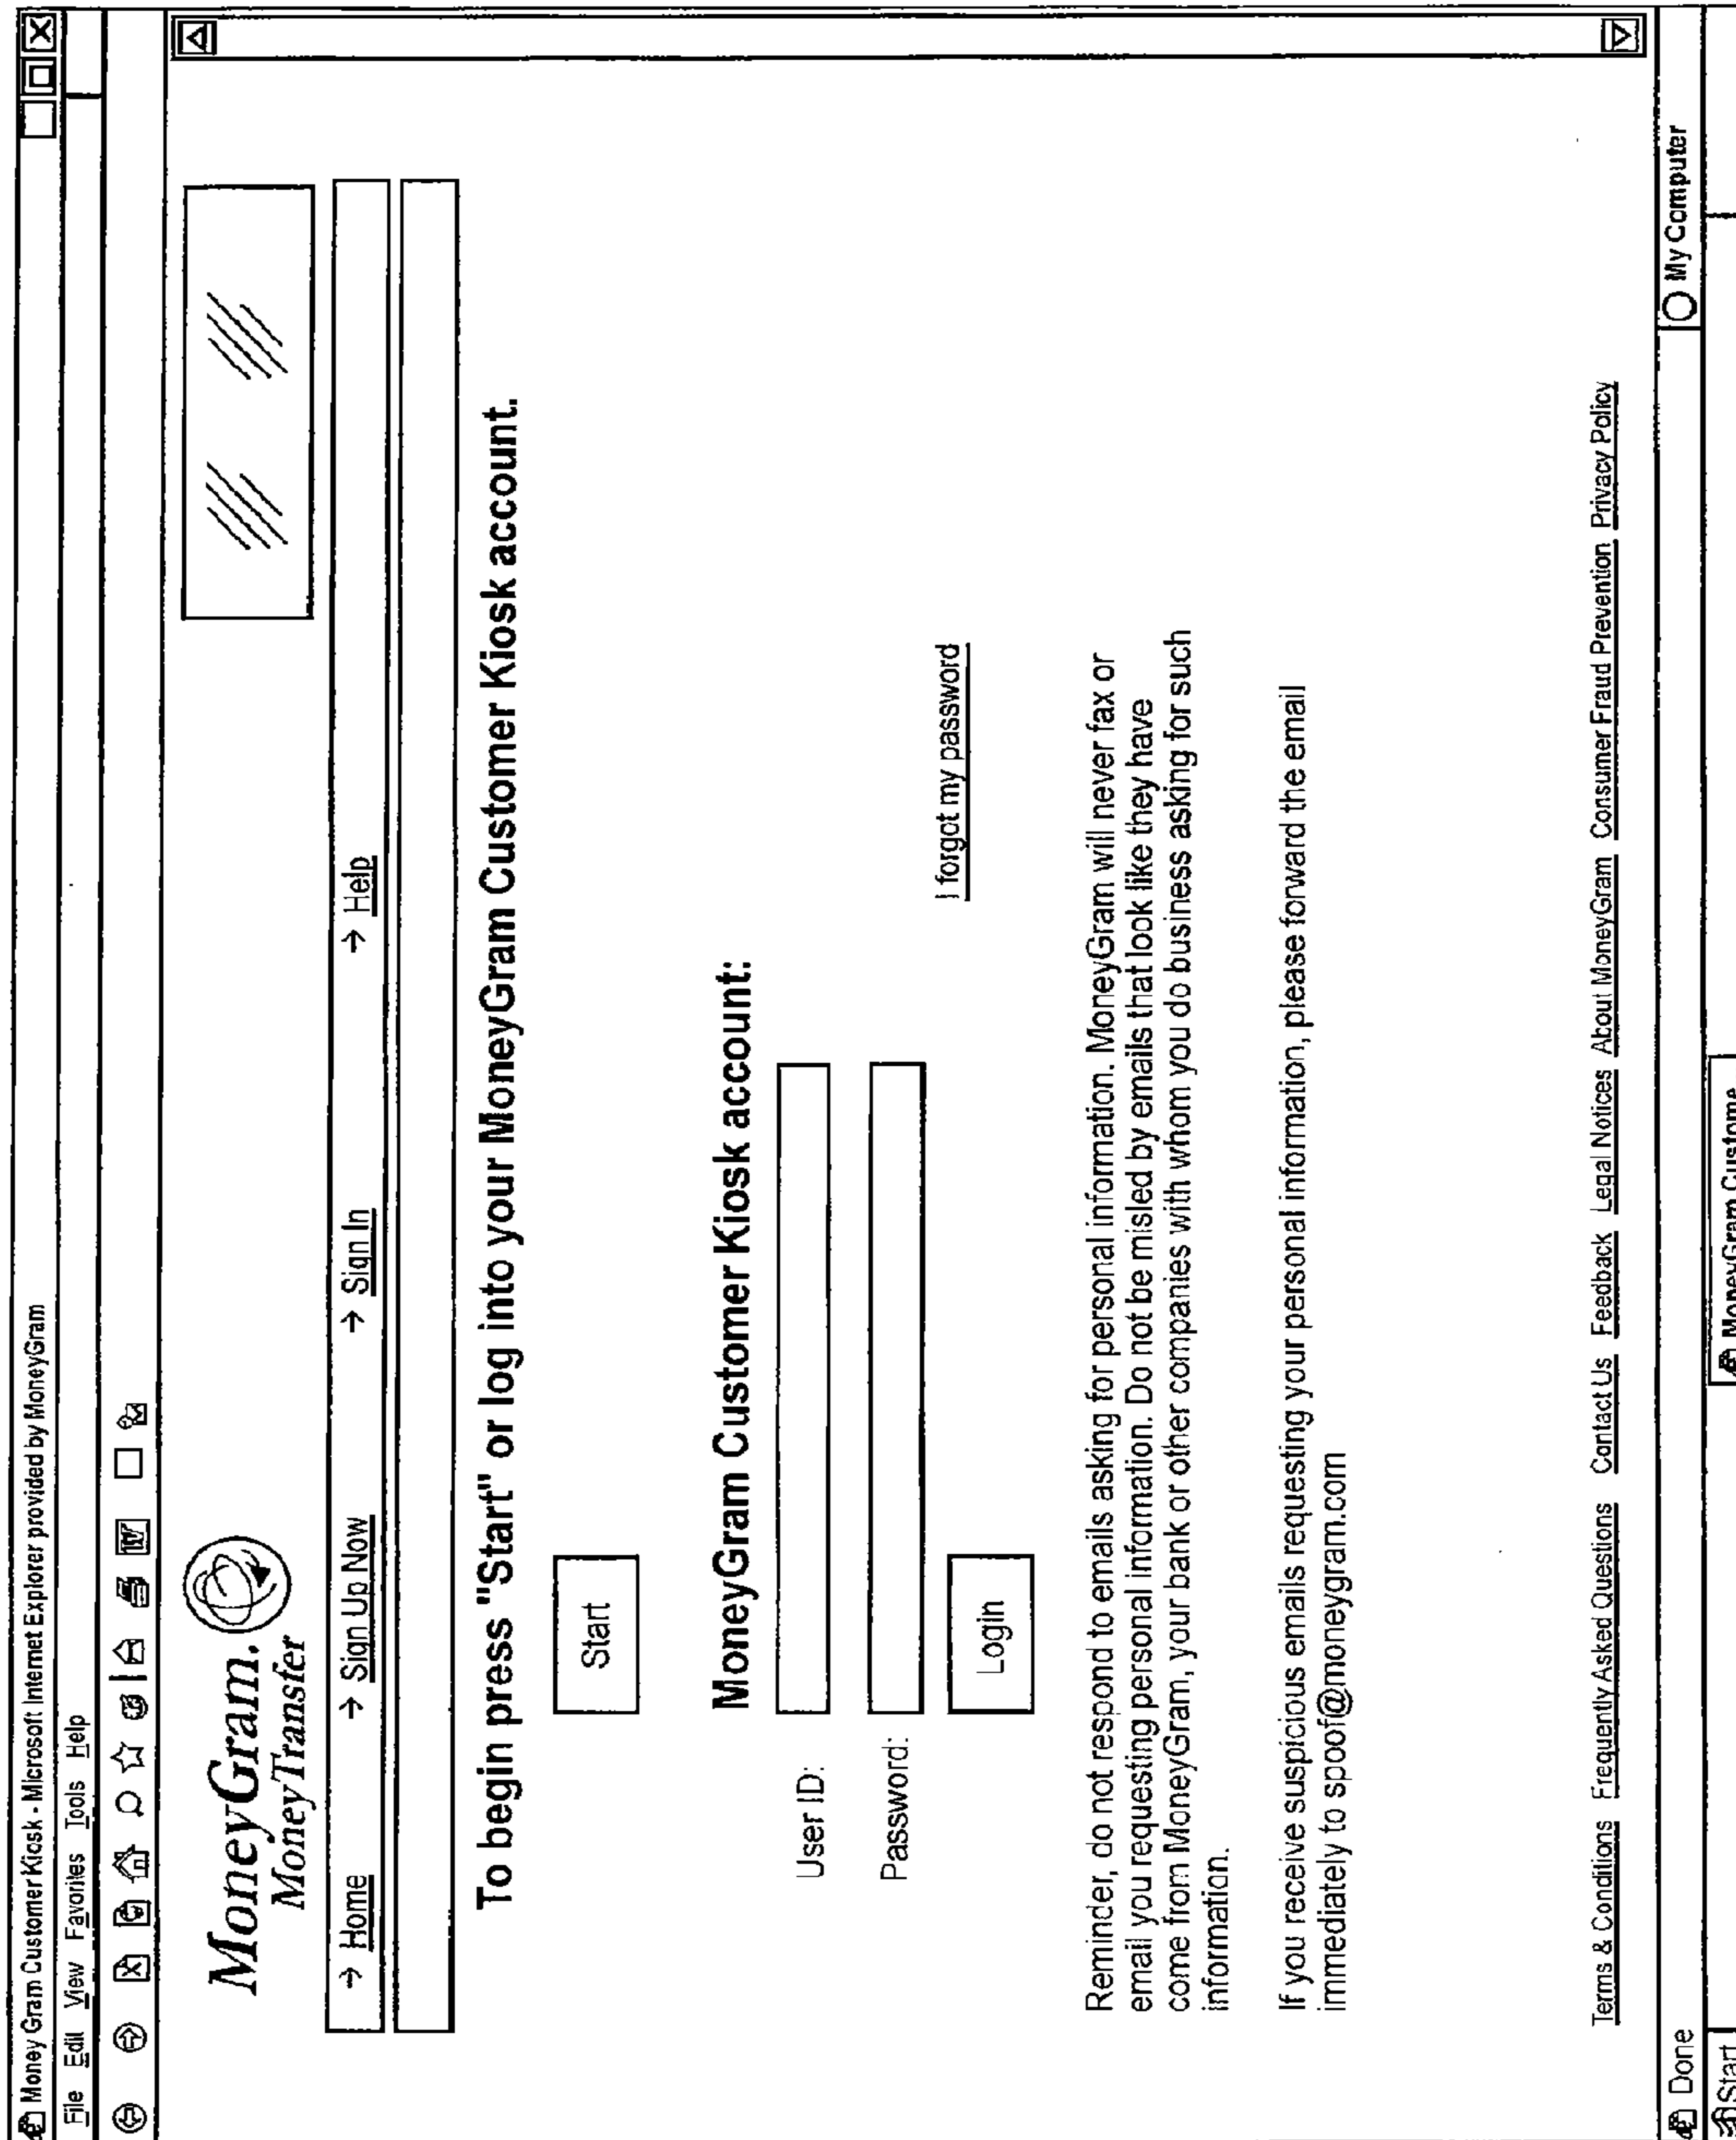 Money Gram Customer Kiosk - Microsoft Internet Explorer provided by MoneyGram
File Edit View Favorites Tools Help
W
MoneyGram.
MoneyTransfer
→ Home → Sign Up Now → Sign In → Help
To begin press "Start" or log into your MoneyGram Customer Kiosk account.
Start
MoneyGram Customer Kiosk account:
User ID:
Password:
Login
I forgot my password
Reminder, do not respond to emails asking for personal information. MoneyGram will never fax or
email you requesting personal information. Do not be misled by emails that look like they have
come from MoneyGram, your bank or other companies with whom you do business asking for such
information.
If you receive suspicious emails requesting your personal information, please forward the email
immediately to spoof@moneygram.com
Terms & Conditions Frequently Asked Questions Contact Us Feedback Legal Notices About MoneyGram Consumer Fraud Prevention Privacy Policy
Done My Computer
Start MoneyGram Custome